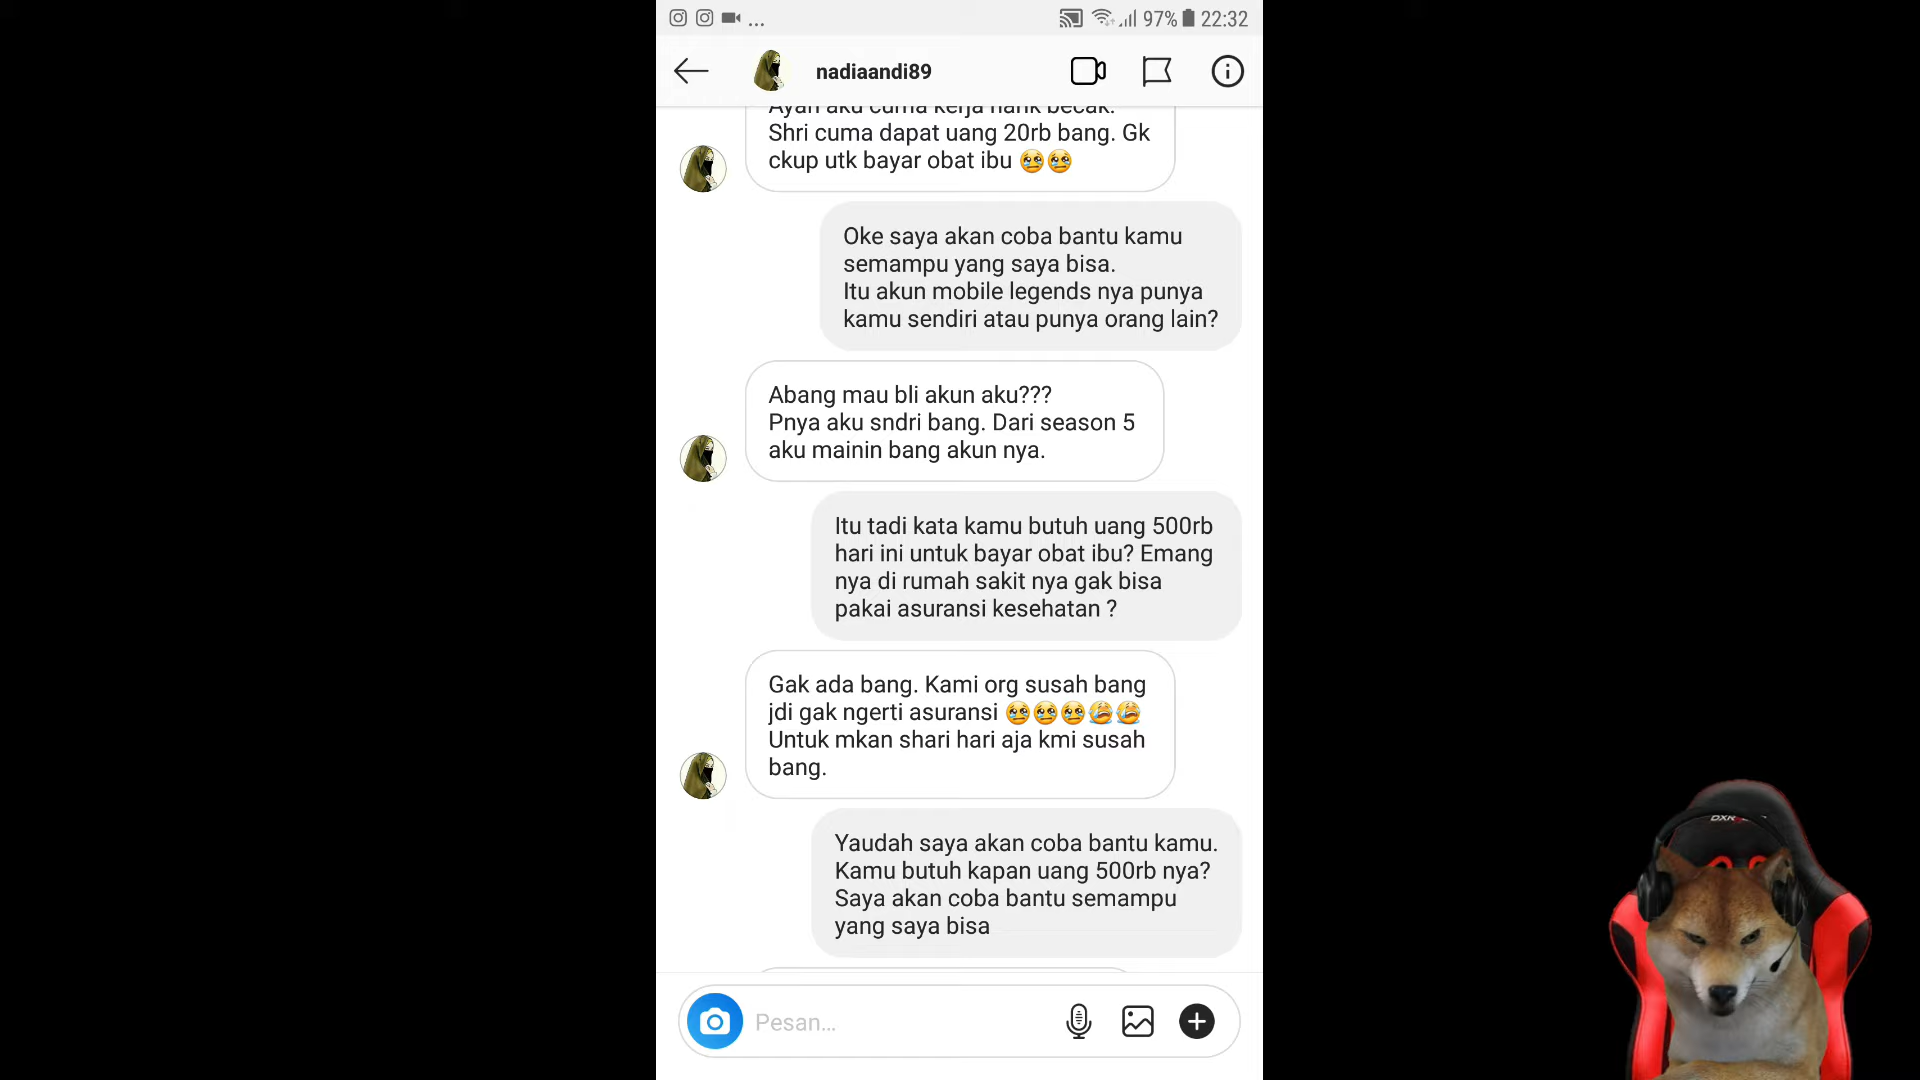 ... 97% 22:32
nadiaandi89
Ayah aku cuma kerja narik becak.
Shri cuma dapat uang 20rb bang. Gk
ckup utk bayar obat ibu 😢😢
Oke saya akan coba bantu kamu
semampu yang saya bisa.
Itu akun mobile legends nya punya
kamu sendiri atau punya orang lain?
Abang mau bli akun aku???
Pnya aku sndri bang. Dari season 5
aku mainin bang akun nya.
Itu tadi kata kamu butuh uang 500rb
hari ini untuk bayar obat ibu? Emang
nya di rumah sakit nya gak bisa
pakai asuransi kesehatan ?
Gak ada bang. Kami org susah bang
jdi gak ngerti asuransi 😢😢😢😭😭
Untuk mkan shari hari aja kmi susah
bang.
Yaudah saya akan coba bantu kamu.
Kamu butuh kapan uang 500rb nya?
Saya akan coba bantu semampu
yang saya bisa
Pesan...